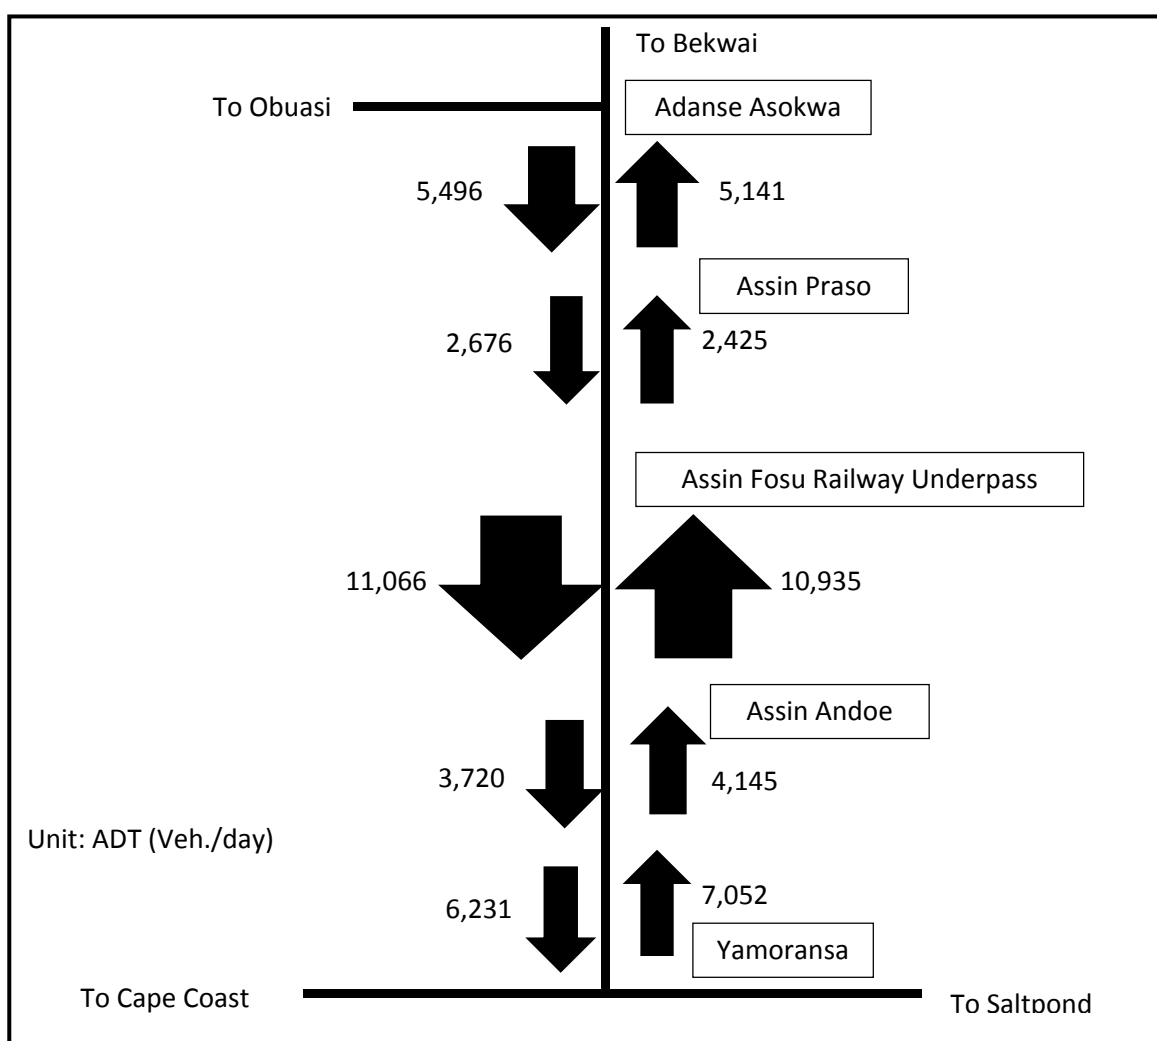 To Bekwai
To Obuasi
Adanse Asokwa
5,496
5,141
Assin Praso
2,676
2,425
Assin Fosu Railway Underpass
11,066
10,935
Assin Andoe
3,720
4,145
Unit: ADT (Veh./day)
6,231
7,052
Yamoransa
To Cape Coast
To Saltpond